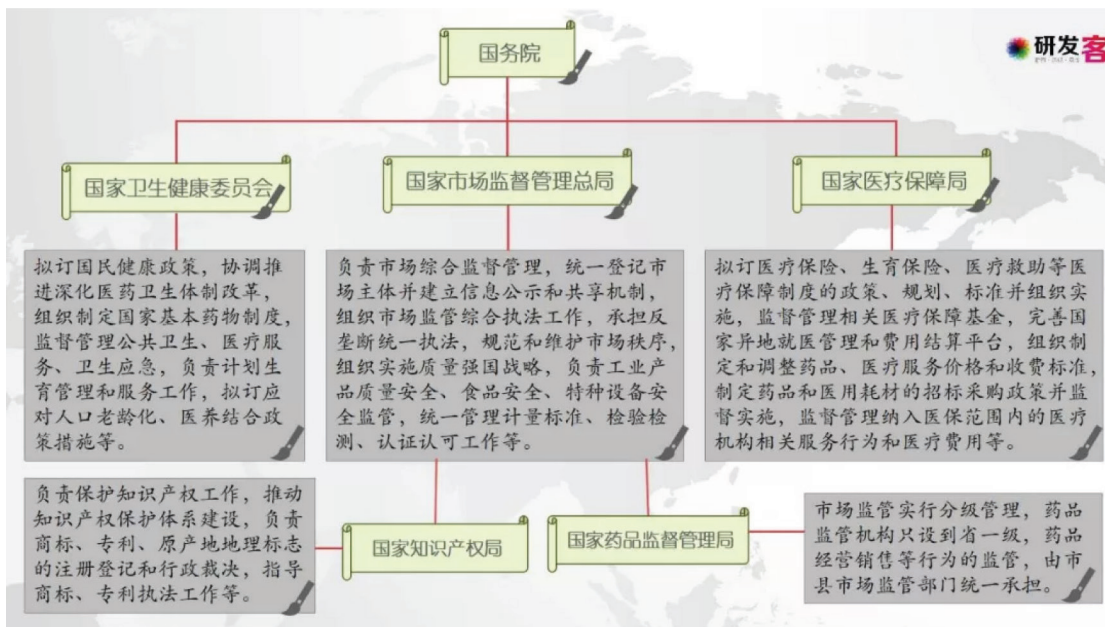 国务院
研发客
国家卫生健康委员会
国家市场监督管理总局
国家医疗保障局
拟订国民健康政策，协调推
进深化医药卫生体制改革，
组织制定国家基本药物制度，
监督管理公共卫生、医疗服
务、卫生应急，负责计划生
育管理和服务工作，拟订应
对人口老龄化、医养结合政
策措施等。
负责市场综合监督管理，统一登记市
场主体并建立信息公示和共享机制，
组织市场监管综合执法工作，承担反
垄断统一执法，规范和维护市场秩序，
组织实施质量强国战略，负责工业产
品质量安全、食品安全、特种设备安
全监管，统一管理计量标准、检验检
测、认证认可工作等。
拟订医疗保险、生育保险、医疗救助等医
疗保障制度的政策、规划、标准并组织实
施，监督管理相关医疗保障基金，完善国
家异地就医管理和费用结算平台，组织制
定和调整药品、医疗服务价格和收费标准，
制定药品和医用耗材的招标采购政策并监
督实施，监督管理纳入医保范围内的医疗
机构相关服务行为和医疗费用等。
负责保护知识产权工作，推动
知识产权保护体系建设，负责
商标、专利、原产地地理标志
的注册登记和行政裁决，指导
商标、专利执法工作等。
国家知识产权局
国家药品监督管理局
市场监管实行分级管理，药品
监管机构只设到省一级，药品
经营销售等行为的监管，由市
县市场监管部门统一承担。